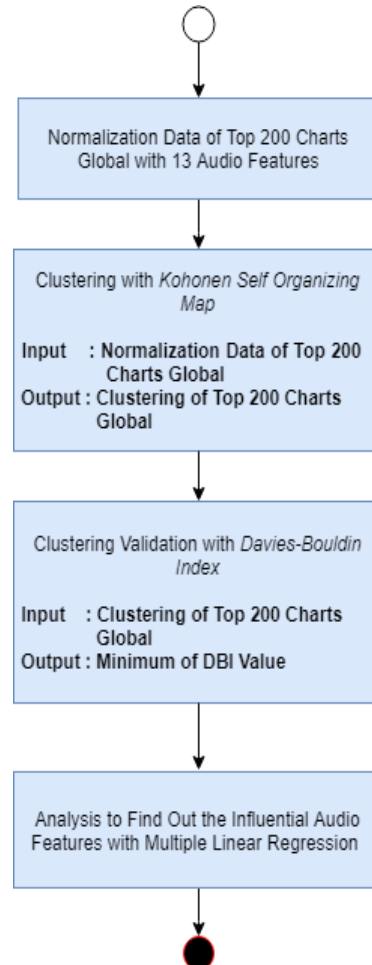 Normalization Data of Top 200 Charts
Global with 13 Audio Features
Clustering with Kohonen Self Organizing
Map
Input : Normalization Data of Top 200
Charts Global
Output : Clustering of Top 200 Charts
Global
Clustering Validation with Davies-Bouldin
Index
Input : Clustering of Top 200 Charts
Global
Output : Minimum of DBI Value
Analysis to Find Out the Influential Audio
Features with Multiple Linear Regression